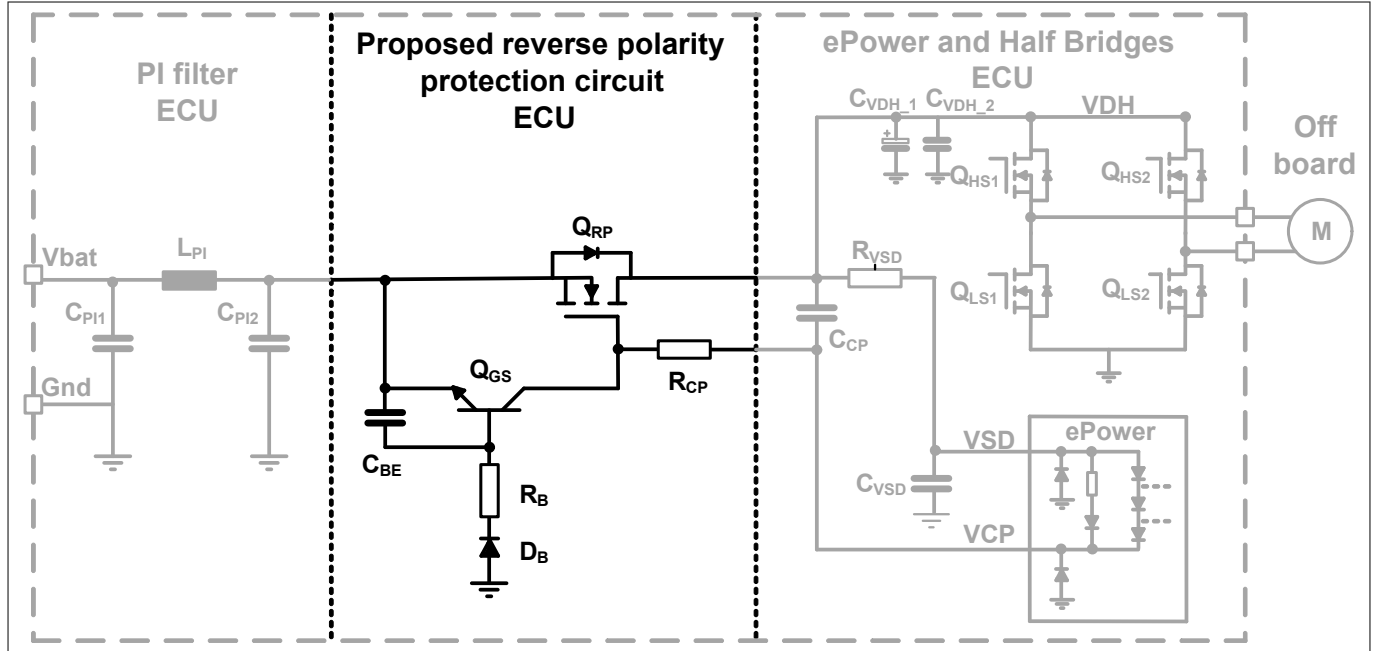 PI filter
ECU
Proposed reverse polarity
protection circuit
ECU
ePower and Half Bridges
ECU
Off
board
CVDH_1
CVDH_2
VDH
QHS1
QHS2
QRP
Vbat
LPI
CPI1
CPI2
Gnd
RVSD
QLS1
QLS2
M
CCP
QGS
RCP
CBE
RB
DB
VSD
ePower
CVSD
VCP
+